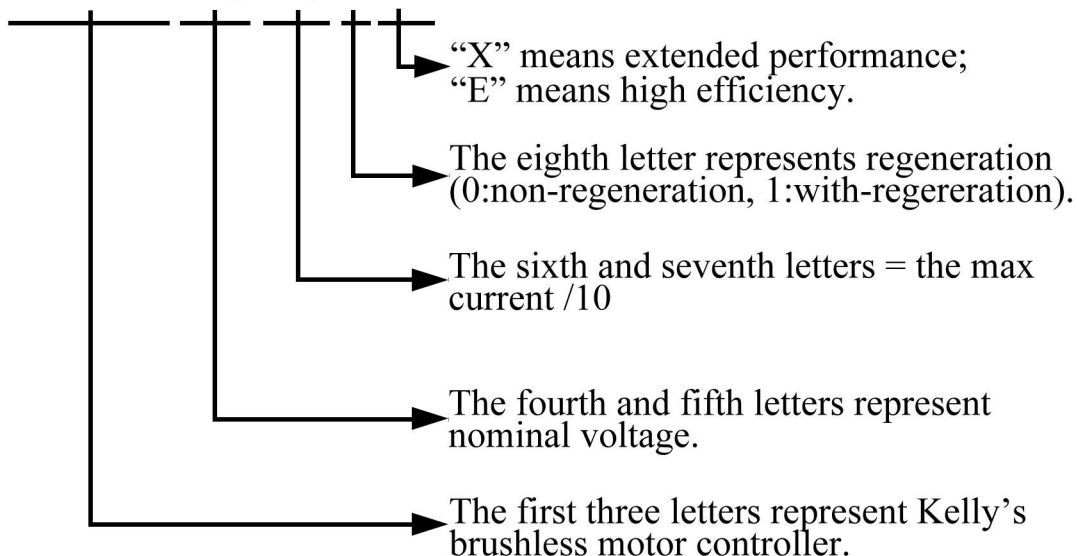 “X” means extended performance;
“E” means high efficiency.
The eighth letter represents regeneration
(0:non-regeneration, 1:with-regereration).
The sixth and seventh letters = the max
current /10
The fourth and fifth letters represent
nominal voltage.
The first three letters represent Kelly’s
brushless motor controller.